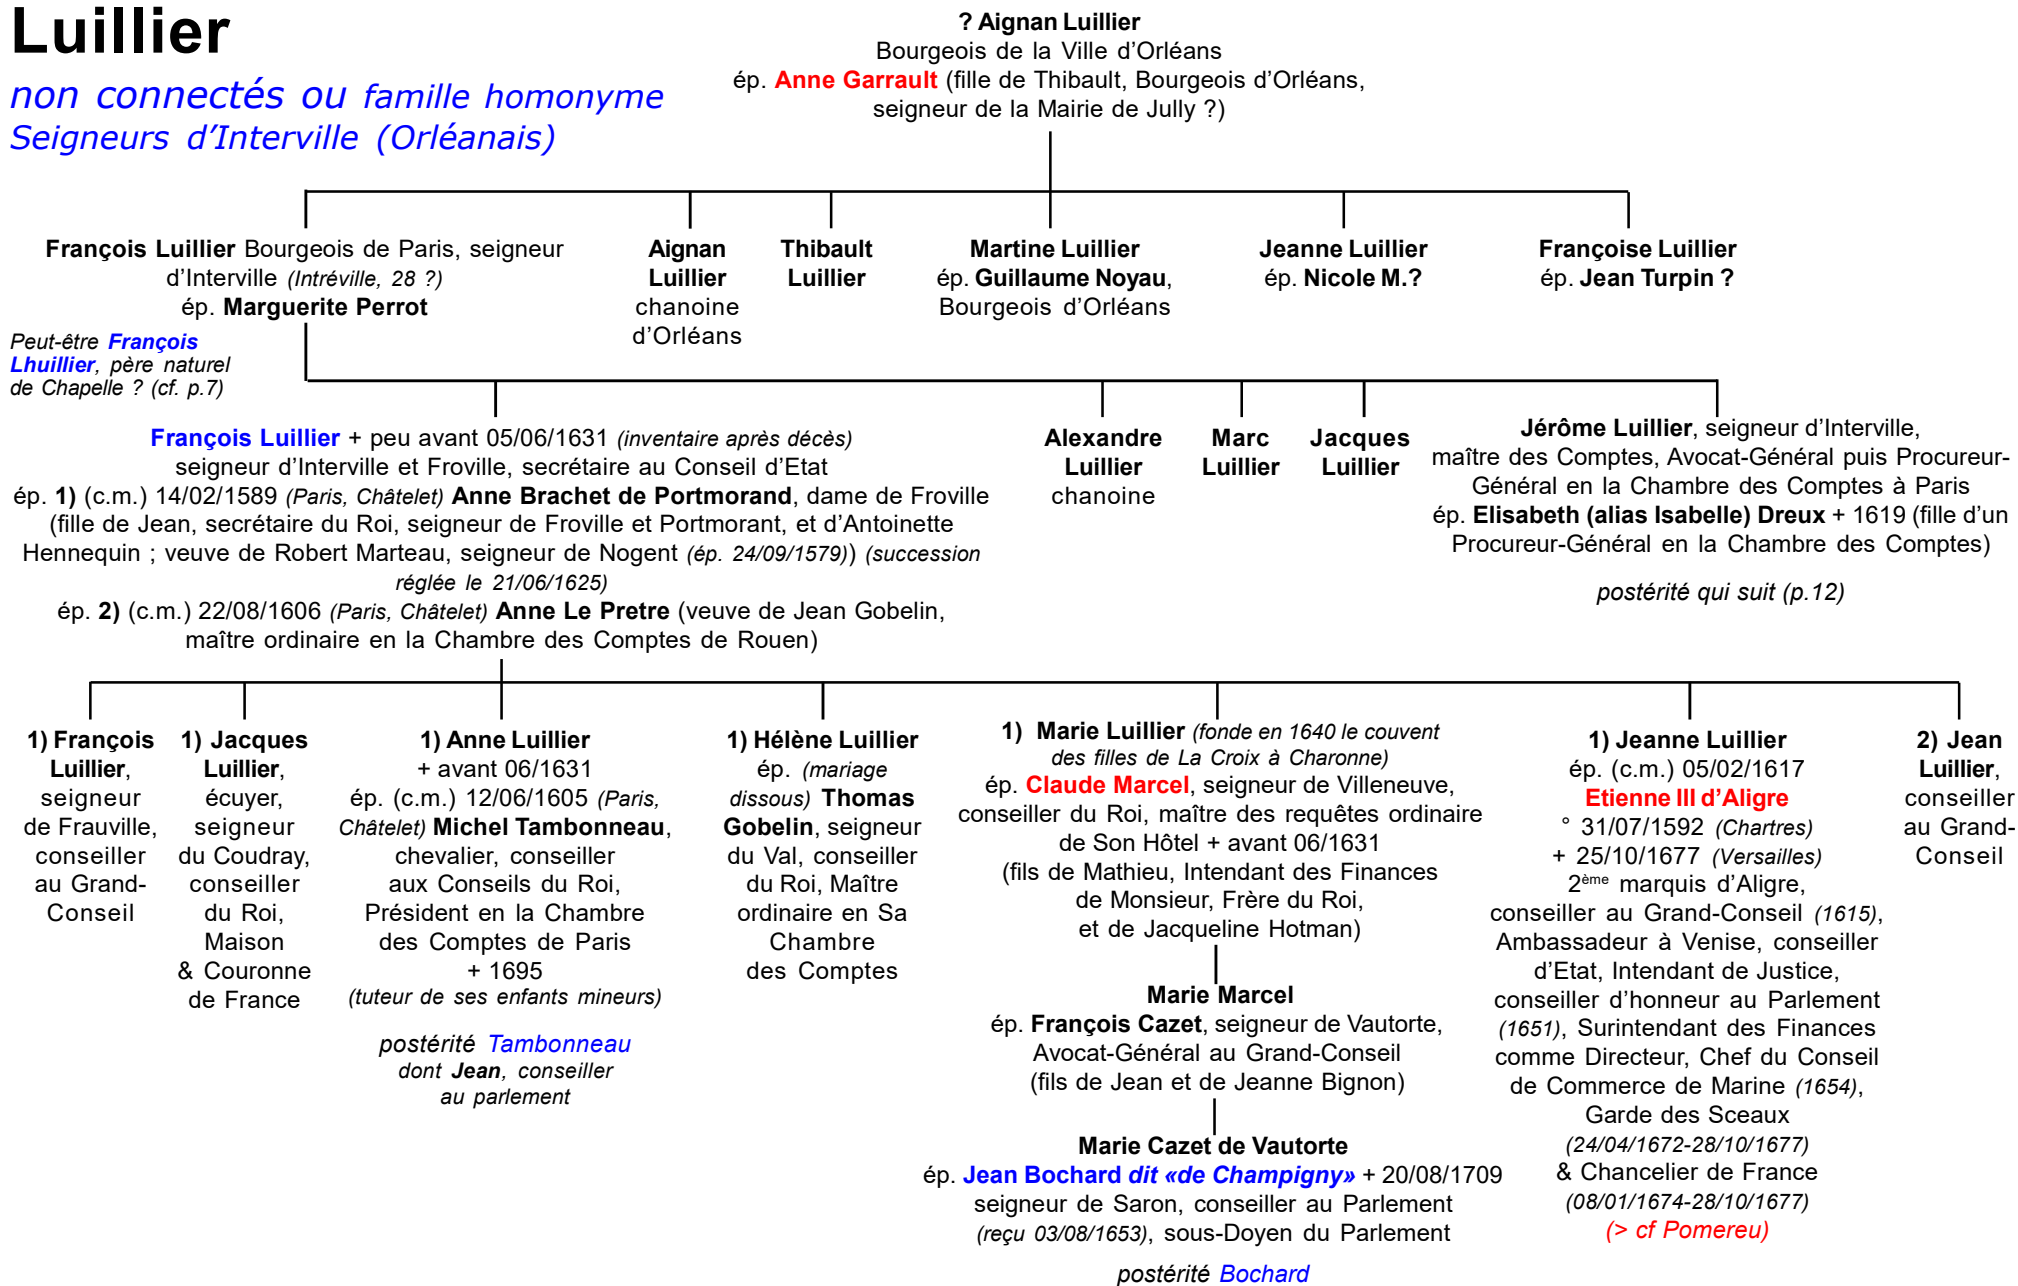 Luillier
non connectés ou famille homonyme
Seigneurs d'Interville (Orléanais)
? Aignan Luillier
Bourgeois de la Ville d'Orléans
ép. Anne Garrault (fille de Thibault, Bourgeois d'Orléans,
seigneur de la Mairie de Jully ?)
François Luillier Bourgeois de Paris, seigneur
d'Interville (Intréville, 28 ?)
ép. Marguerite Perrot
Aignan
Luillier
chanoine
d'Orléans
Thibault
Luillier
Martine Luillier
ép. Guillaume Noyau,
Bourgeois d'Orléans
Jeanne Luillier
ép. Nicole M.?
Françoise Luillier
ép. Jean Turpin ?
Peut-être François
Lhuillier, père naturel
de Chapelle ? (cf. p.7)
François Luillier + peu avant 05/06/1631 (inventaire après décès)
seigneur d'Interville et Froville, secrétaire au Conseil d'Etat
ép. 1) (c.m.) 14/02/1589 (Paris, Châtelet) Anne Brachet de Portmorand, dame de Froville
(fille de Jean, secrétaire du Roi, seigneur de Froville et Portmorant, et d'Antoinette
Hennequin ; veuve de Robert Marteau, seigneur de Nogent (ép. 24/09/1579)) (succession
réglée le 21/06/1625)
ép. 2) (c.m.) 22/08/1606 (Paris, Châtelet) Anne Le Pretre (veuve de Jean Gobelin,
maître ordinaire en la Chambre des Comptes de Rouen)
Alexandre
Luillier
chanoine
Marc
Luillier
Jacques
Luillier
Jérôme Luillier, seigneur d'Interville,
maître des Comptes, Avocat-Général puis Procureur-
Général en la Chambre des Comptes à Paris
ép. Elisabeth (alias Isabelle) Dreux + 1619 (fille d'un
Procureur-Général en la Chambre des Comptes)
postérité qui suit (p.12)
1) François
Luillier,
seigneur
de Frauville,
conseiller
au Grand-
Conseil
1) Jacques
Luillier,
écuyer,
seigneur
du Coudray,
conseiller
du Roi,
Maison
& Couronne
de France
1) Anne Luillier
+ avant 06/1631
ép. (c.m.) 12/06/1605 (Paris,
Châtelet) Michel Tambonneau,
chevalier, conseiller
aux Conseils du Roi,
Président en la Chambre
des Comptes de Paris
+ 1695
(tuteur de ses enfants mineurs)
postérité Tambonneau
dont Jean, conseiller
au parlement
1) Hélène Luillier
ép. (mariage
dissous) Thomas
Gobelin, seigneur
du Val, conseiller
du Roi, Maître
ordinaire en Sa
Chambre
des Comptes
1) Marie Luillier (fonde en 1640 le couvent
des filles de La Croix à Charonne)
ép. Claude Marcel, seigneur de Villeneuve,
conseiller du Roi, maître des requêtes ordinaire
de Son Hôtel + avant 06/1631
(fils de Mathieu, Intendant des Finances
de Monsieur, Frère du Roi,
et de Jacqueline Hotman)
Marie Marcel
ép. François Cazet, seigneur de Vautorte,
Avocat-Général au Grand-Conseil
(fils de Jean et de Jeanne Bignon)
Marie Cazet de Vautorte
ép. Jean Bochard dit «de Champigny» + 20/08/1709
seigneur de Saron, conseiller au Parlement
(reçu 03/08/1653), sous-Doyen du Parlement
postérité Bochard
1) Jeanne Luillier
ép. (c.m.) 05/02/1617
Etienne III d'Aligre
° 31/07/1592 (Chartres)
+ 25/10/1677 (Versailles)
2ème marquis d'Aligre,
conseiller au Grand-Conseil (1615),
Ambassadeur à Venise, conseiller
d'Etat, Intendant de Justice,
conseiller d'honneur au Parlement
(1651), Surintendant des Finances
comme Directeur, Chef du Conseil
de Commerce de Marine (1654),
Garde des Sceaux
(24/04/1672-28/10/1677)
& Chancelier de France
(08/01/1674-28/10/1677)
(> cf Pomereu)
2) Jean
Luillier,
conseiller
au Grand-
Conseil